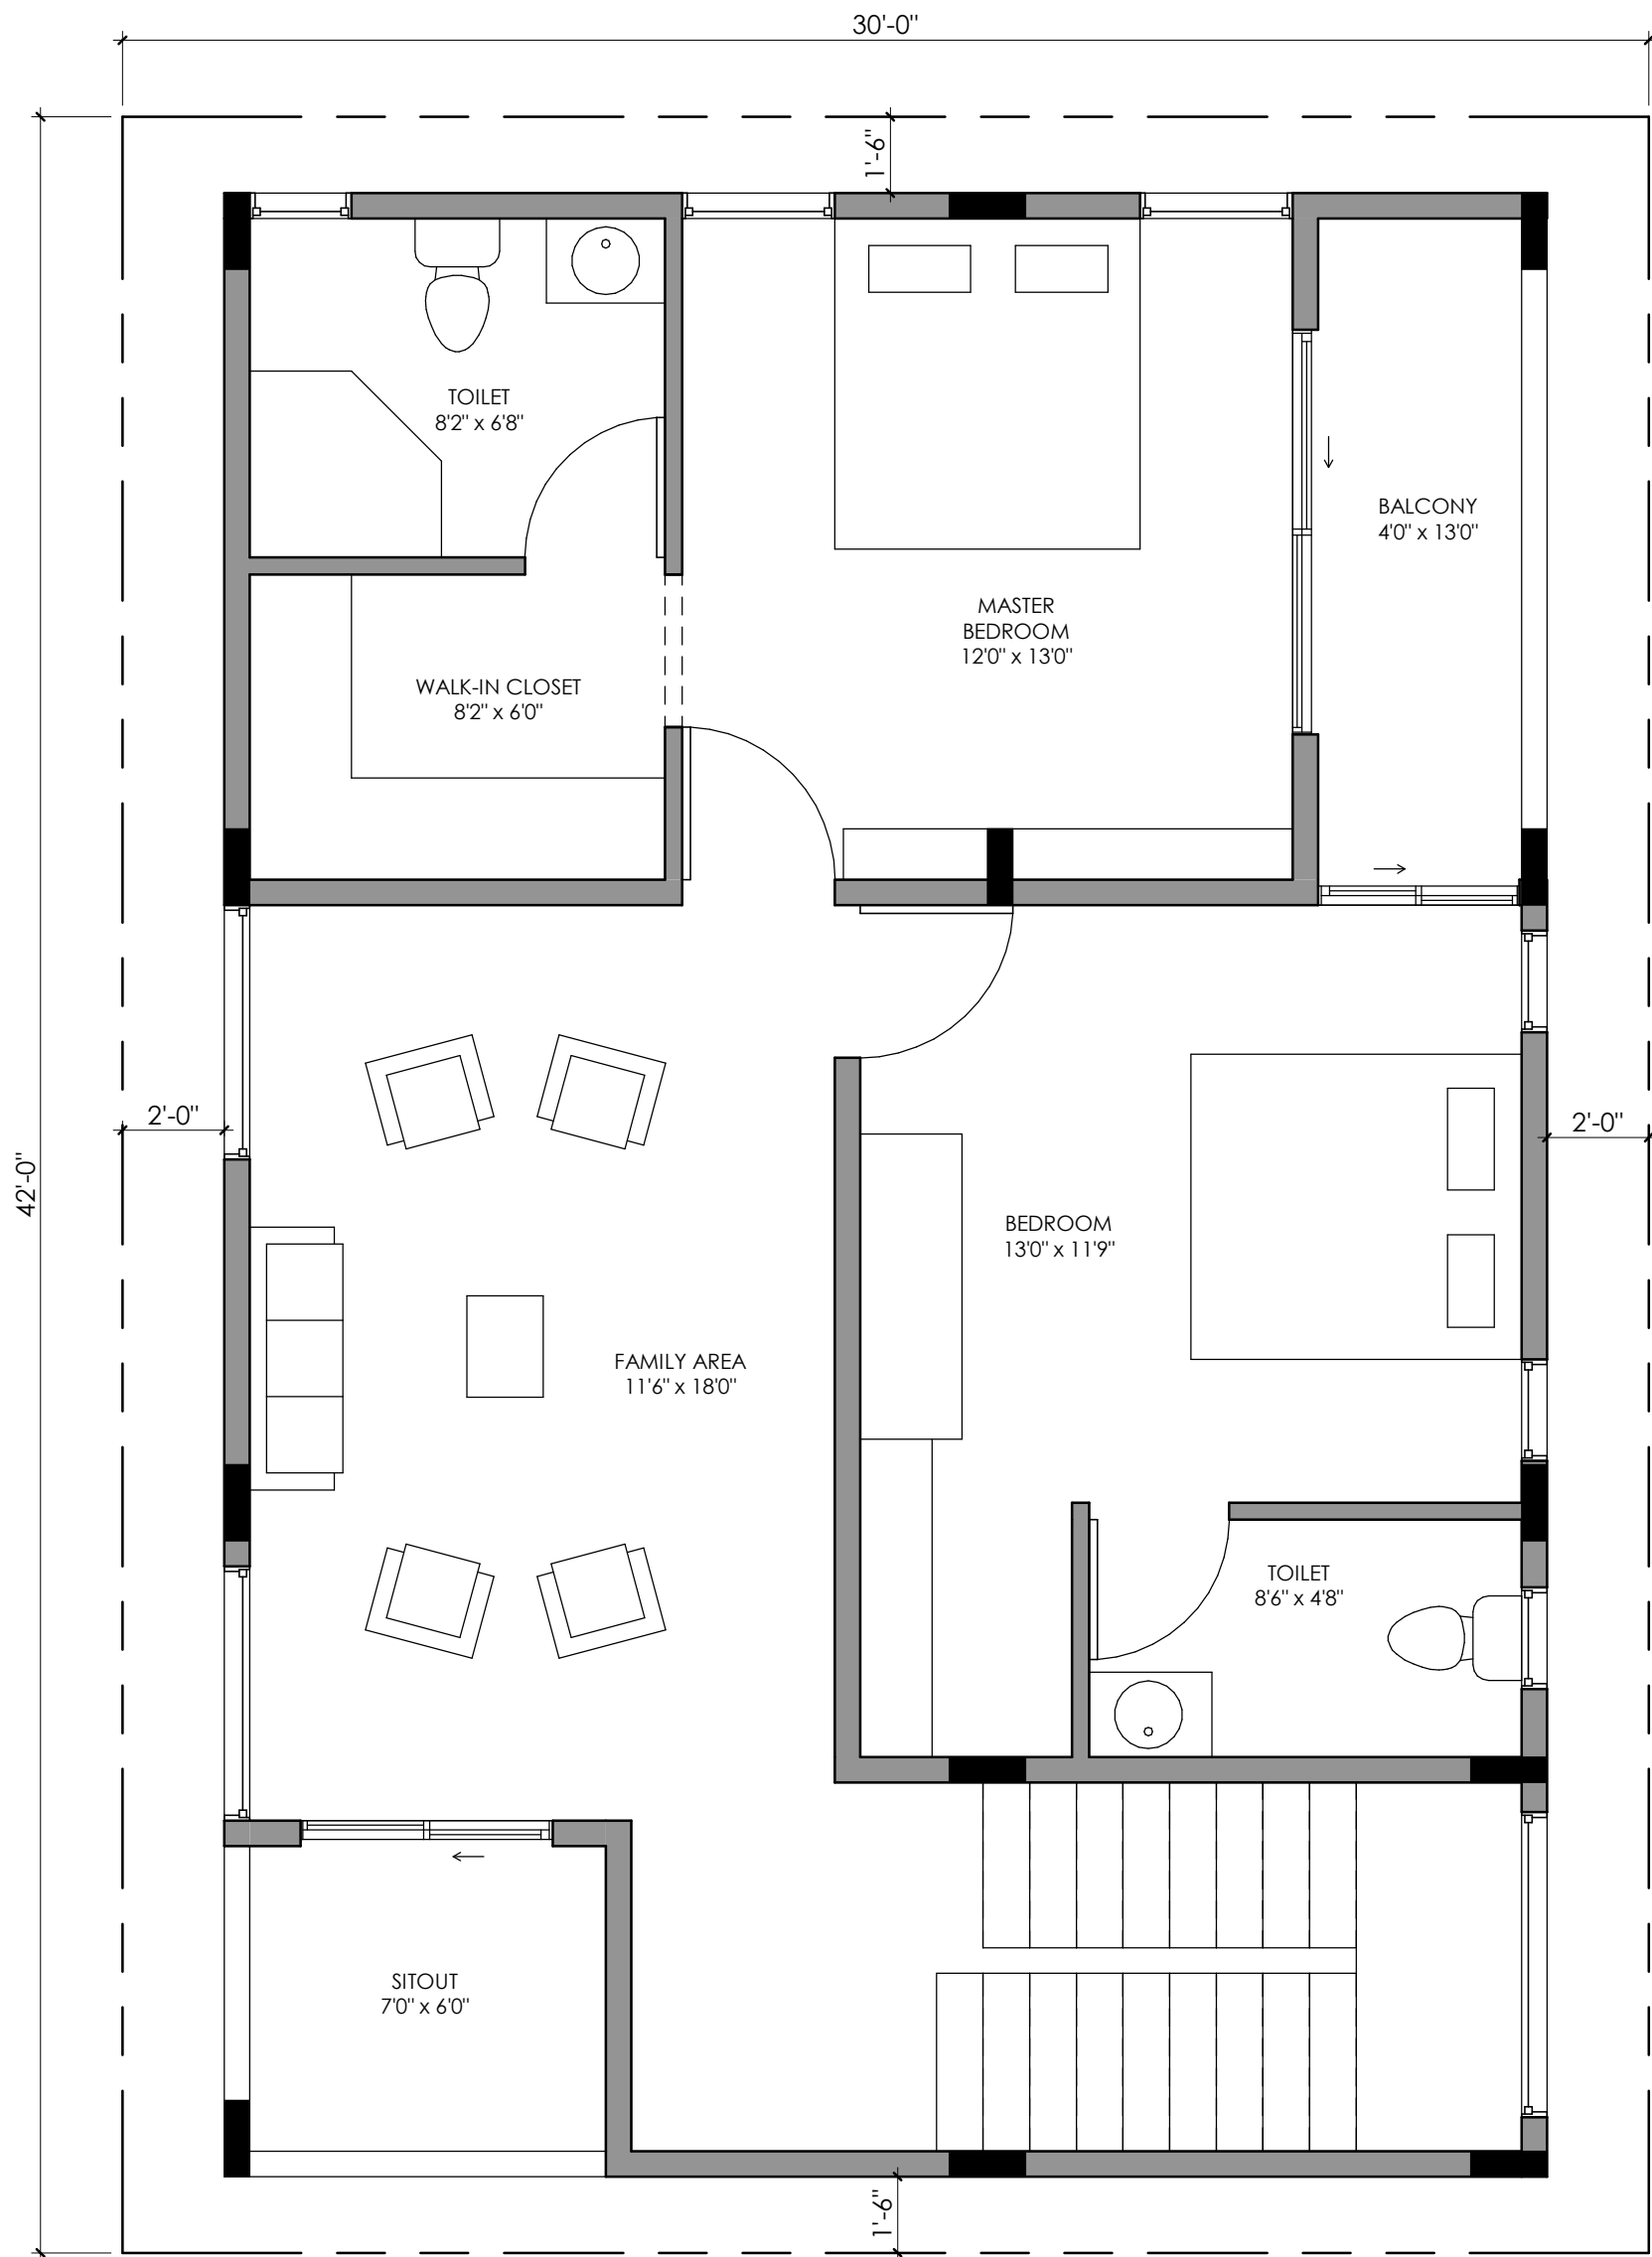 30'-0"
1'-6"
TOILET
8'2" x 6'8"
BALCONY
4'0" x 13'0"
MASTER
BEDROOM
12'0" x 13'0"
WALK-IN CLOSET
8'2" x 6'0"
2'-0"
2'-0"
42'-0"
BEDROOM
13'0" x 11'9"
FAMILY AREA
11'6" x 18'0"
TOILET
8'6" x 4'8"
SITOUT
7'0" x 6'0"
1'-6"